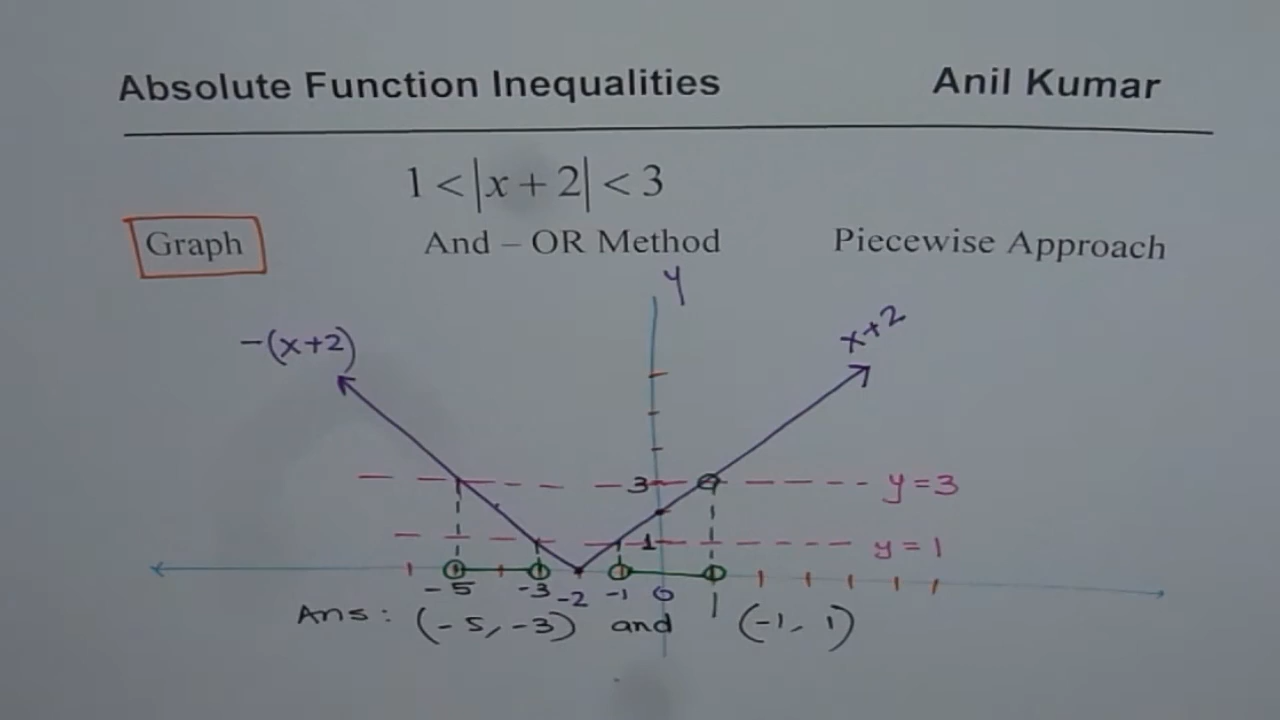 Absolute Function Inequalities Anil Kumar
1 < |x + 2| < 3
Graph And – OR Method Piecewise Approach
y
-(x+2) x+2
3 y = 3
1 y = 1
-5 -3 -2 -1 0 1
Ans: (-5, -3) and (-1, 1)